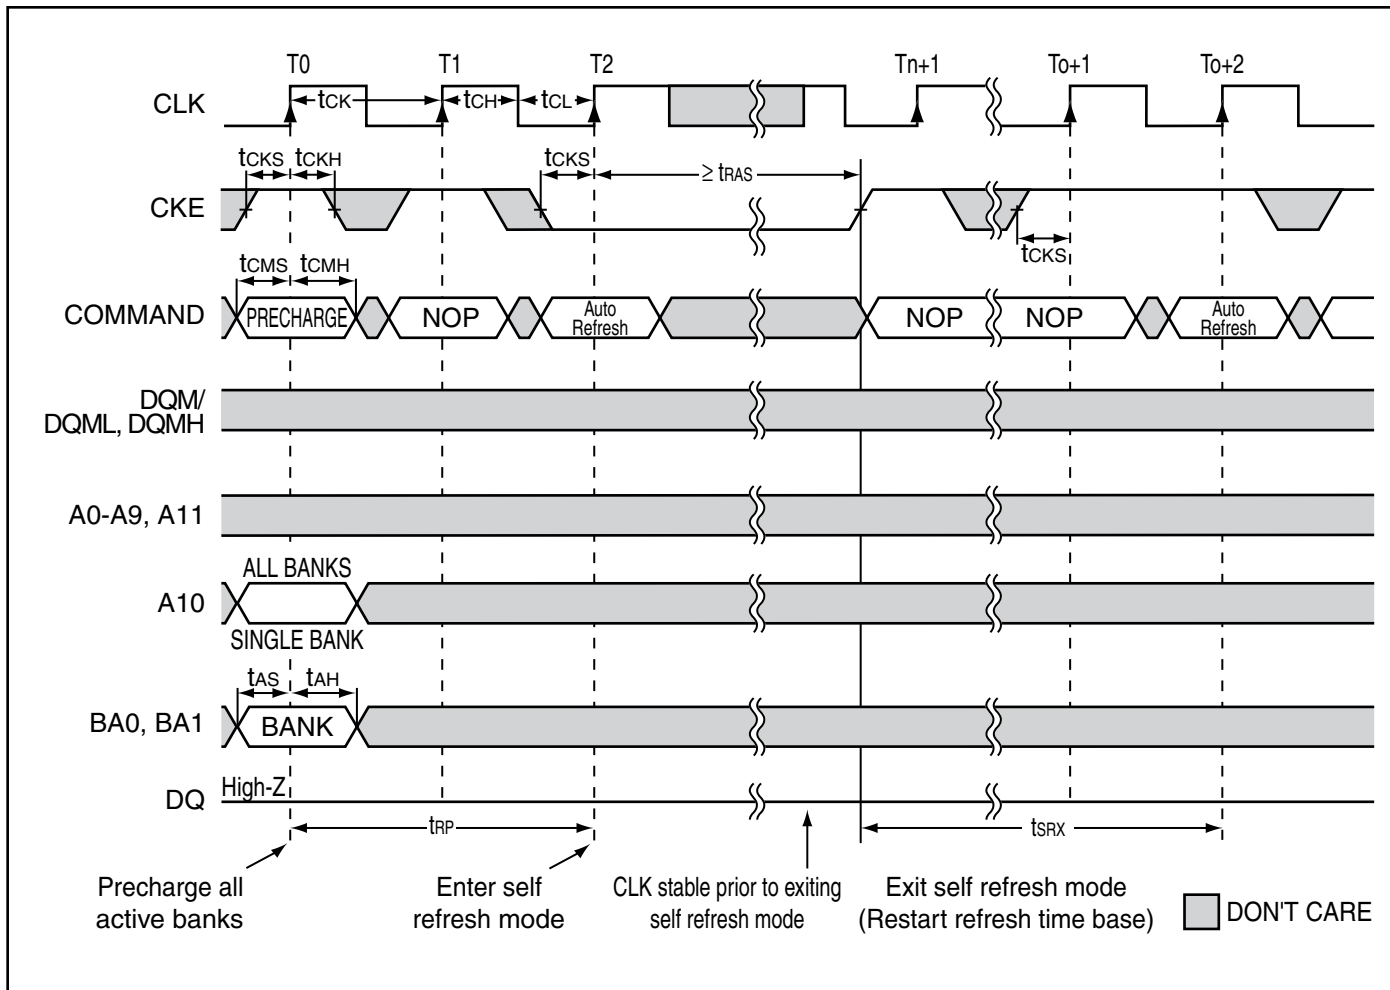 T0 T1 T2 Tn+1 To+1 To+2
CLK
tCK tCH tCL
tCKS tCKH tCKS ≥ tRAS
CKE
tCKS
tCMS tCMH
COMMAND PRECHARGE NOP Auto Refresh NOP NOP Auto Refresh
DQM/
DQML, DQMH
A0-A9, A11
ALL BANKS
A10
SINGLE BANK
tAS tAH
BA0, BA1 BANK
DQ High-Z
tRP tSRX
Precharge all
active banks
Enter self
refresh mode
CLK stable prior to exiting
self refresh mode
Exit self refresh mode
(Restart refresh time base)
DON'T CARE